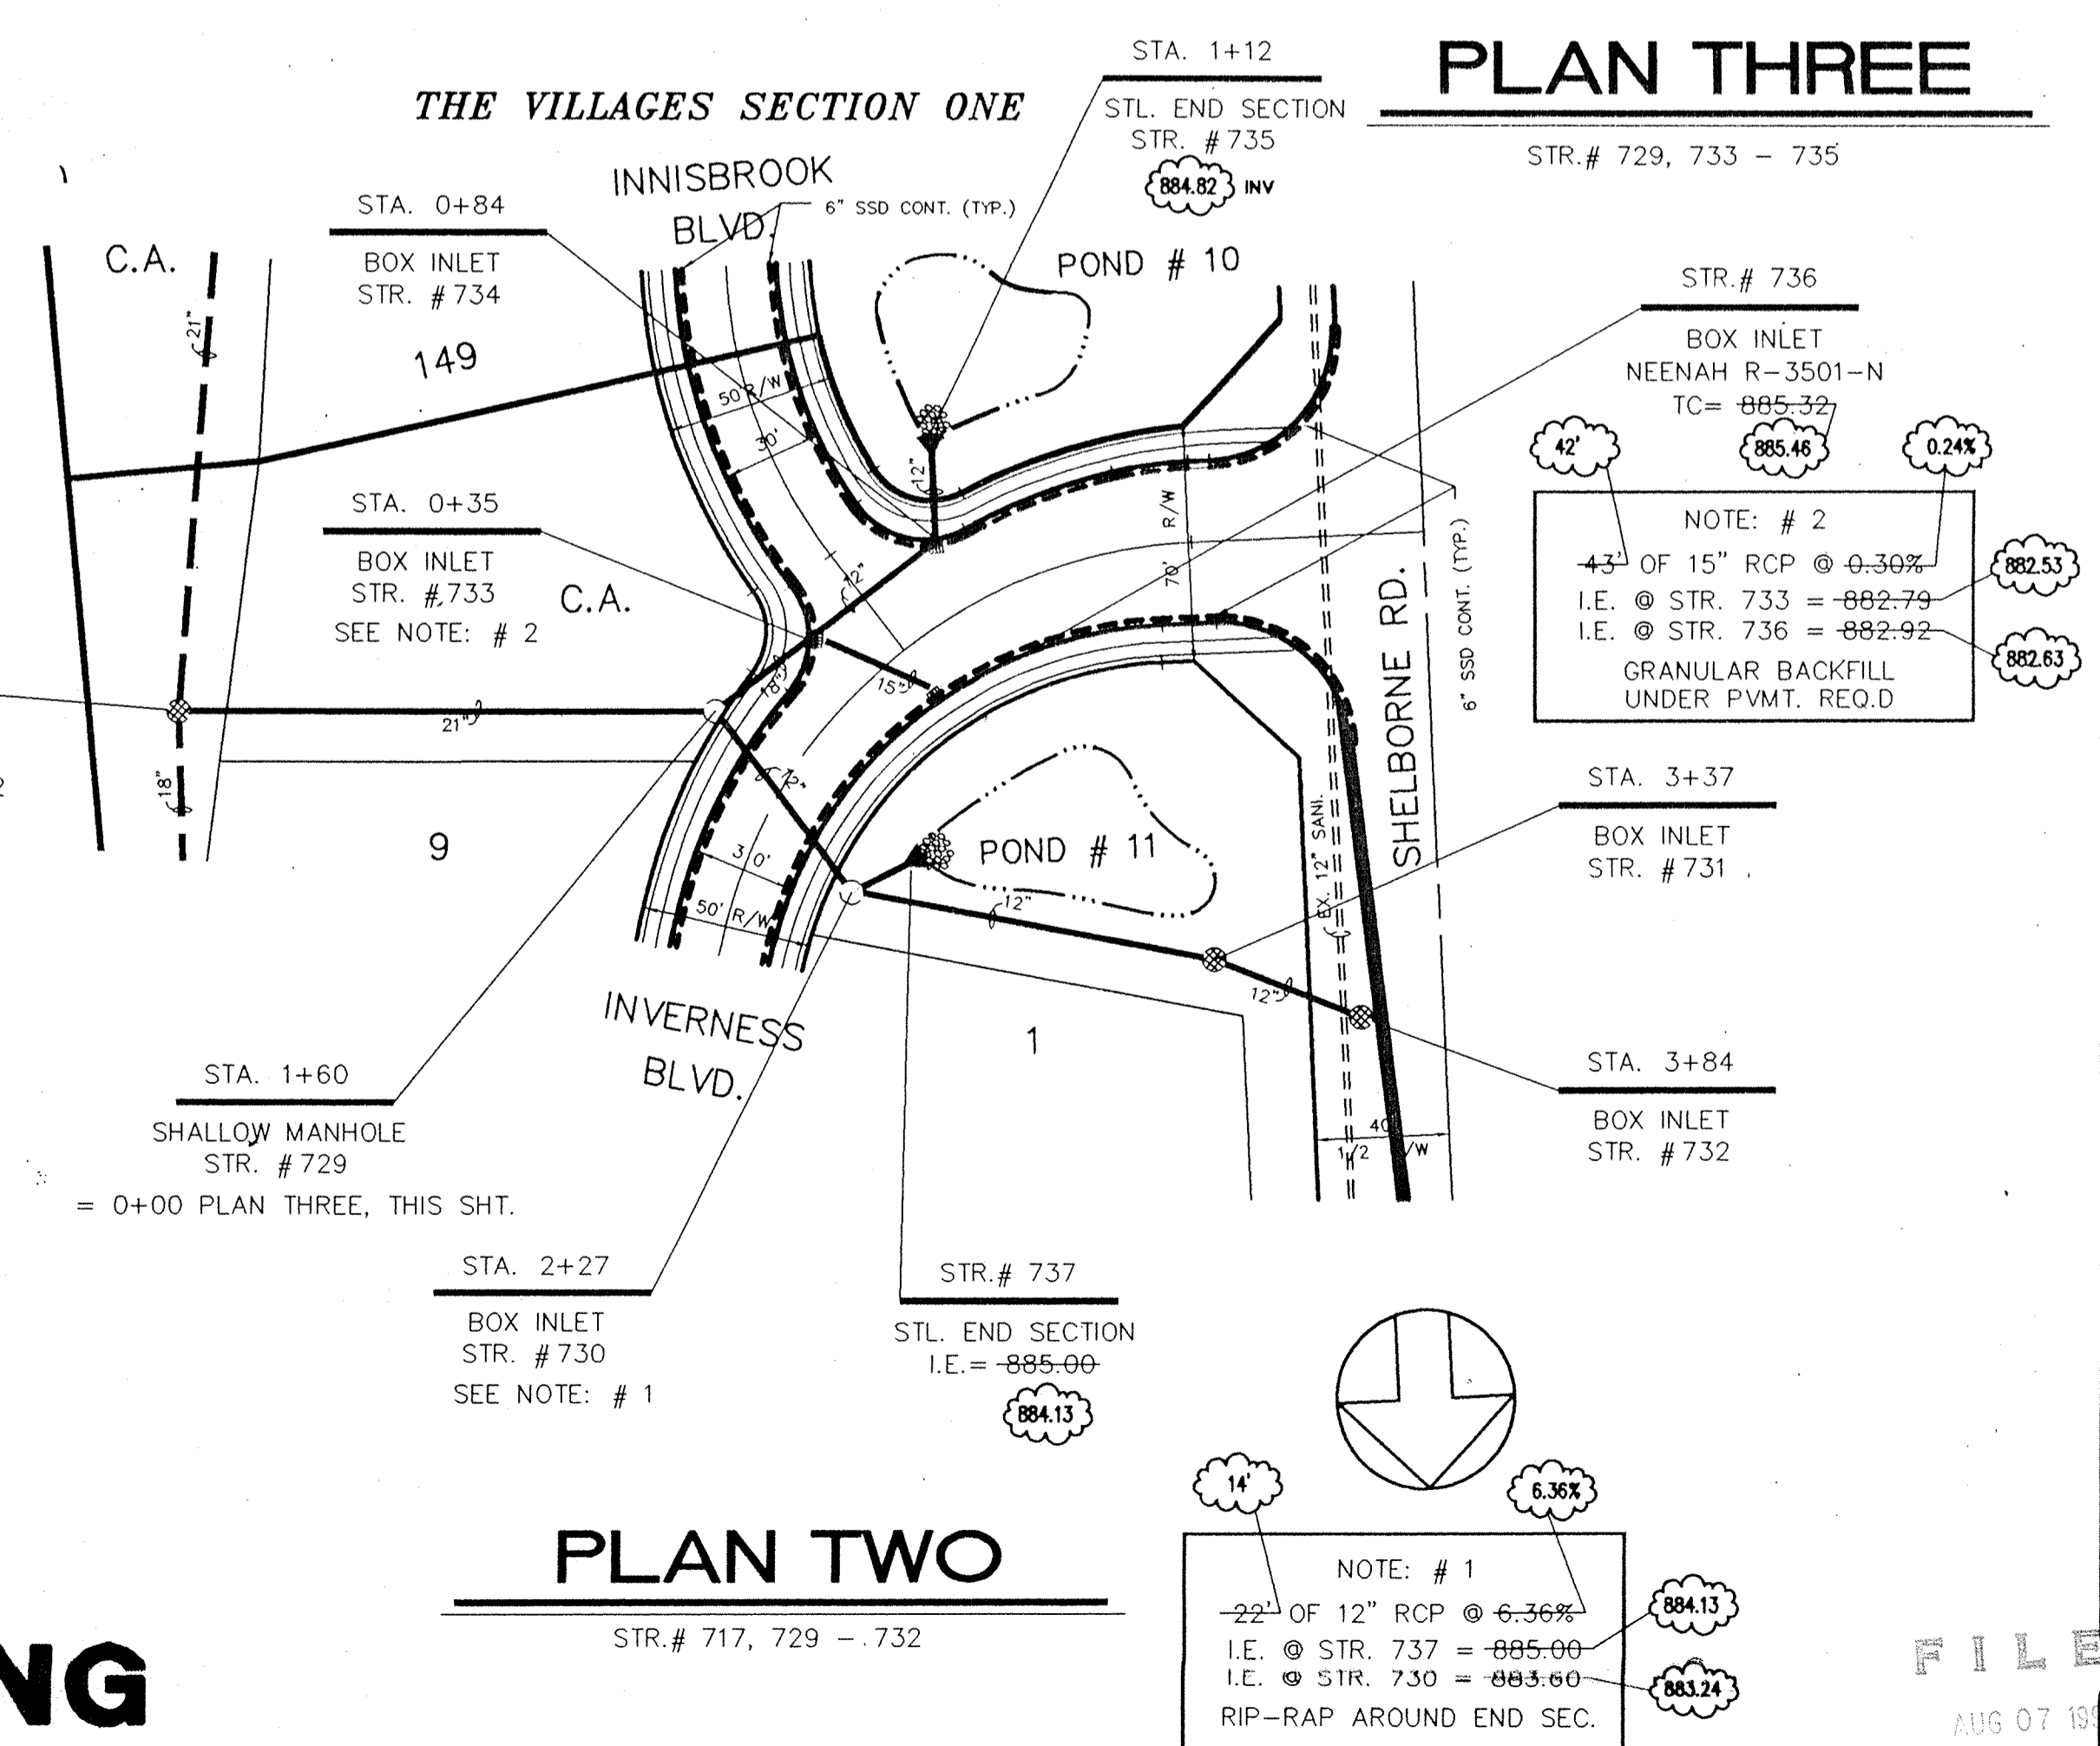 PLAN THREE
STR.# 729, 733 - 735
THE VILLAGES SECTION ONE
STA. 1+12
STL. END SECTION
STR. #735
884.82 INV
INNISBROOK
BLVD.
6" SSD CONT. (TYP.)
POND # 10
STA. 0+84
BOX INLET
STR. #734
C.A.
21"
149
50' R/W
30'
12"
STR.# 736
BOX INLET
NEENAH R-3501-N
TC= 885.32
42'
885.46
0.24%
NOTE: # 2
43' OF 15" RCP @ 0.30%
I.E. @ STR. 733 = 882.79
I.E. @ STR. 736 = 882.92
GRANULAR BACKFILL
UNDER PVMT. REQ.D
882.53
882.63
STA. 0+35
BOX INLET
STR. #733
SEE NOTE: # 2
C.A.
12"
70' R/W
6" SSD CONT. (TYP.)
SHELBORNE RD.
18"
15"
21"
18"
12"
9
30'
50' R/W
POND # 11
12"
EX. 12" SANI.
12"
STA. 3+37
BOX INLET
STR. #731
INVERNESS
BLVD.
1
STA. 3+84
BOX INLET
STR. #732
40
1/2 /W
STA. 1+60
SHALLOW MANHOLE
STR. #729
= 0+00 PLAN THREE, THIS SHT.
STA. 2+27
BOX INLET
STR. #730
SEE NOTE: # 1
STR.# 737
STL. END SECTION
I.E.= 885.00
884.13
PLAN TWO
STR.# 717, 729 - 732
14'
6.36%
NOTE: # 1
22' OF 12" RCP @ 6.36%
I.E. @ STR. 737 = 885.00
I.E. @ STR. 730 = 883.60
RIP-RAP AROUND END SEC.
884.13
883.24
NG
FILE
AUG 07 199